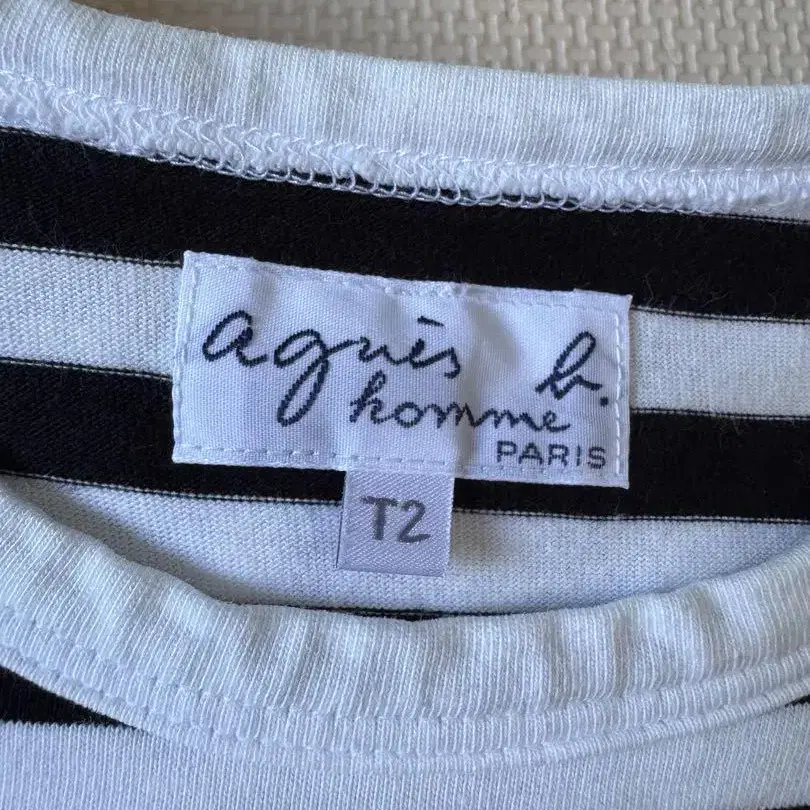 agnès b.
homme
PARIS
T2